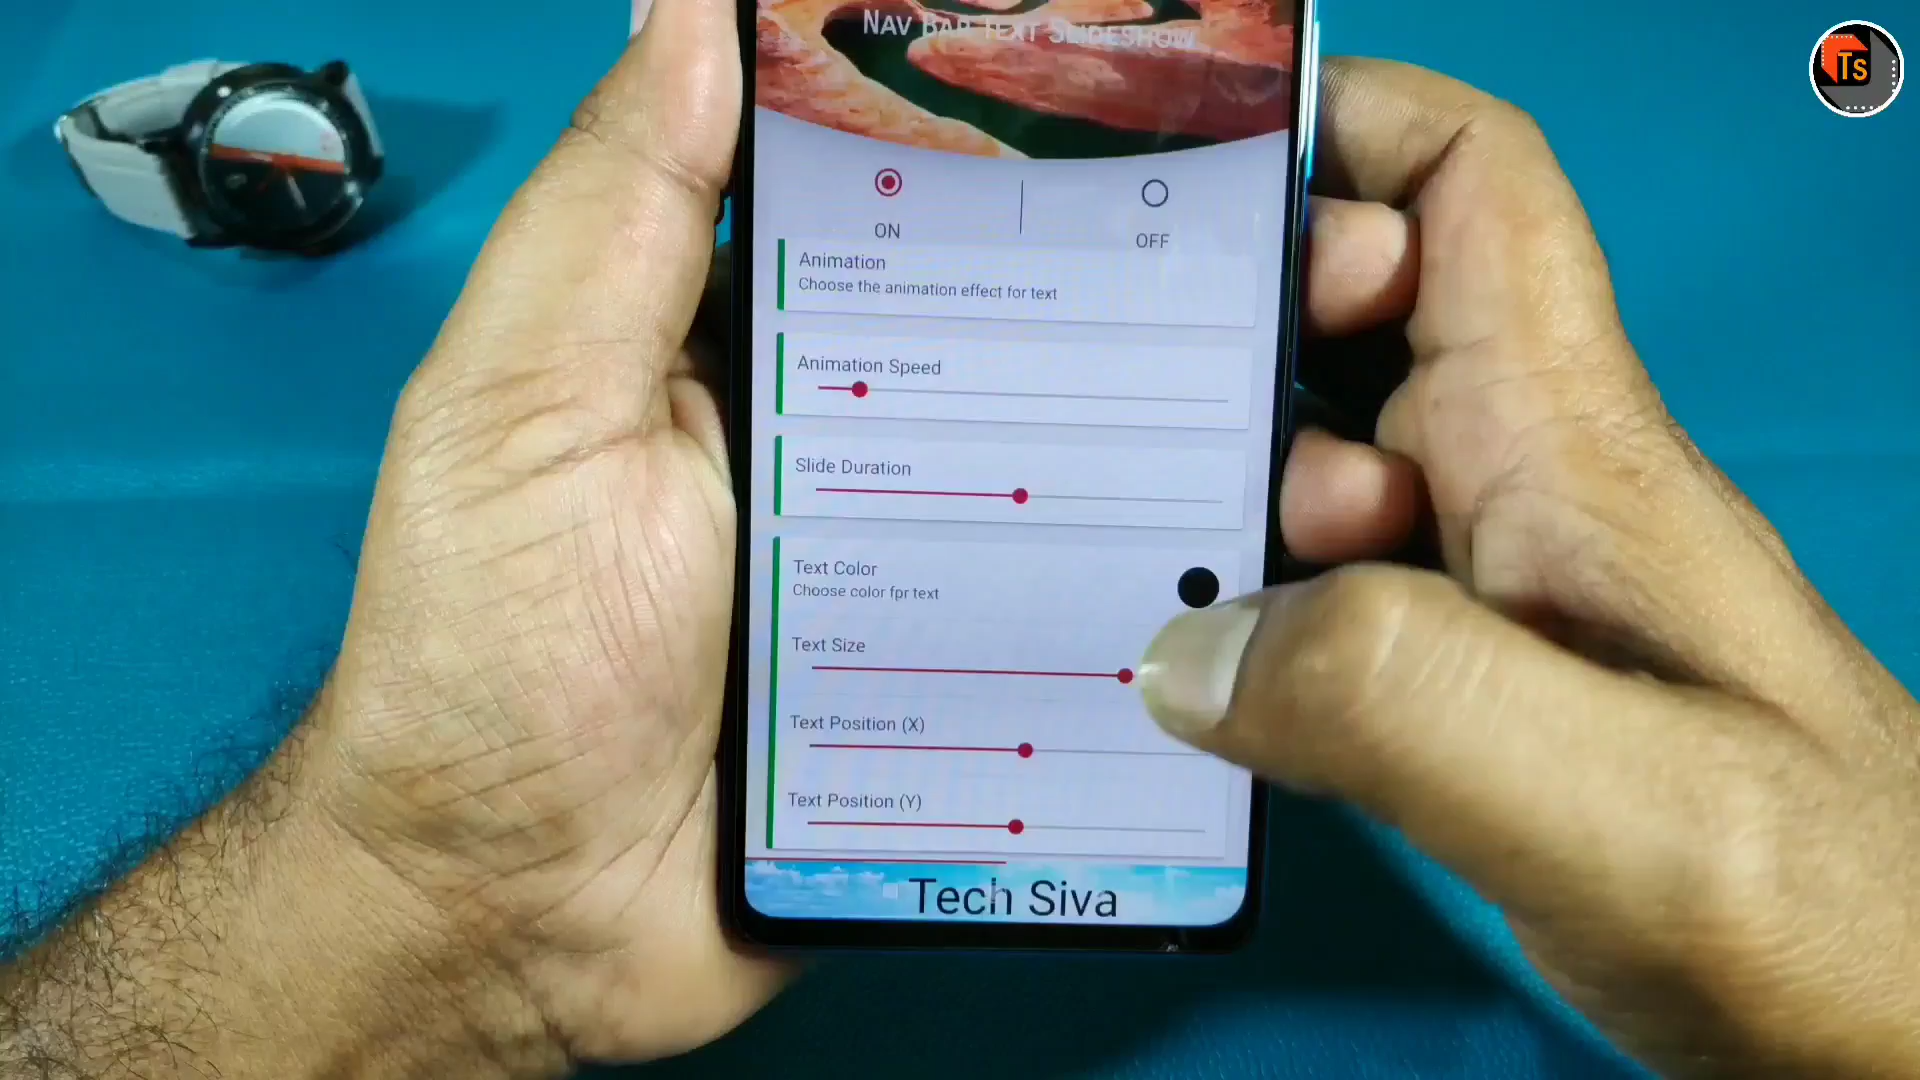 NAV BAR TEXT SLIDESHOW
Ts
ON
OFF
Animation
Choose the animation effect for text
Animation Speed
Slide Duration
Text Color
Choose color fpr text
Text Size
Text Position (X)
Text Position (Y)
Tech Siva